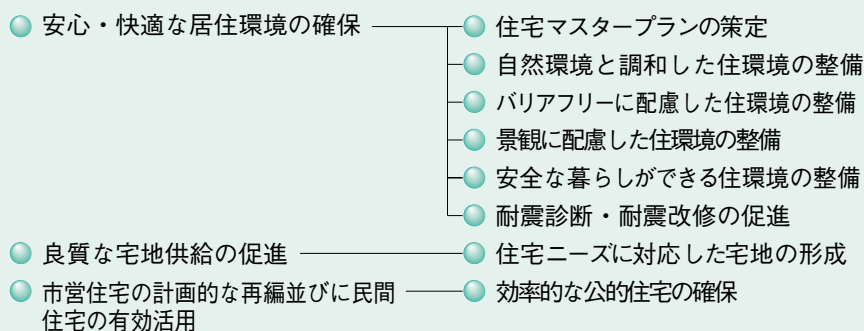 安心・快適な居住環境の確保
住宅マスタープランの策定
自然環境と調和した住環境の整備
バリアフリーに配慮した住環境の整備
景観に配慮した住環境の整備
安全な暮らしができる住環境の整備
耐震診断・耐震改修の促進
良質な宅地供給の促進
住宅ニーズに対応した宅地の形成
市営住宅の計画的な再編並びに民間
住宅の有効活用
効率的な公的住宅の確保